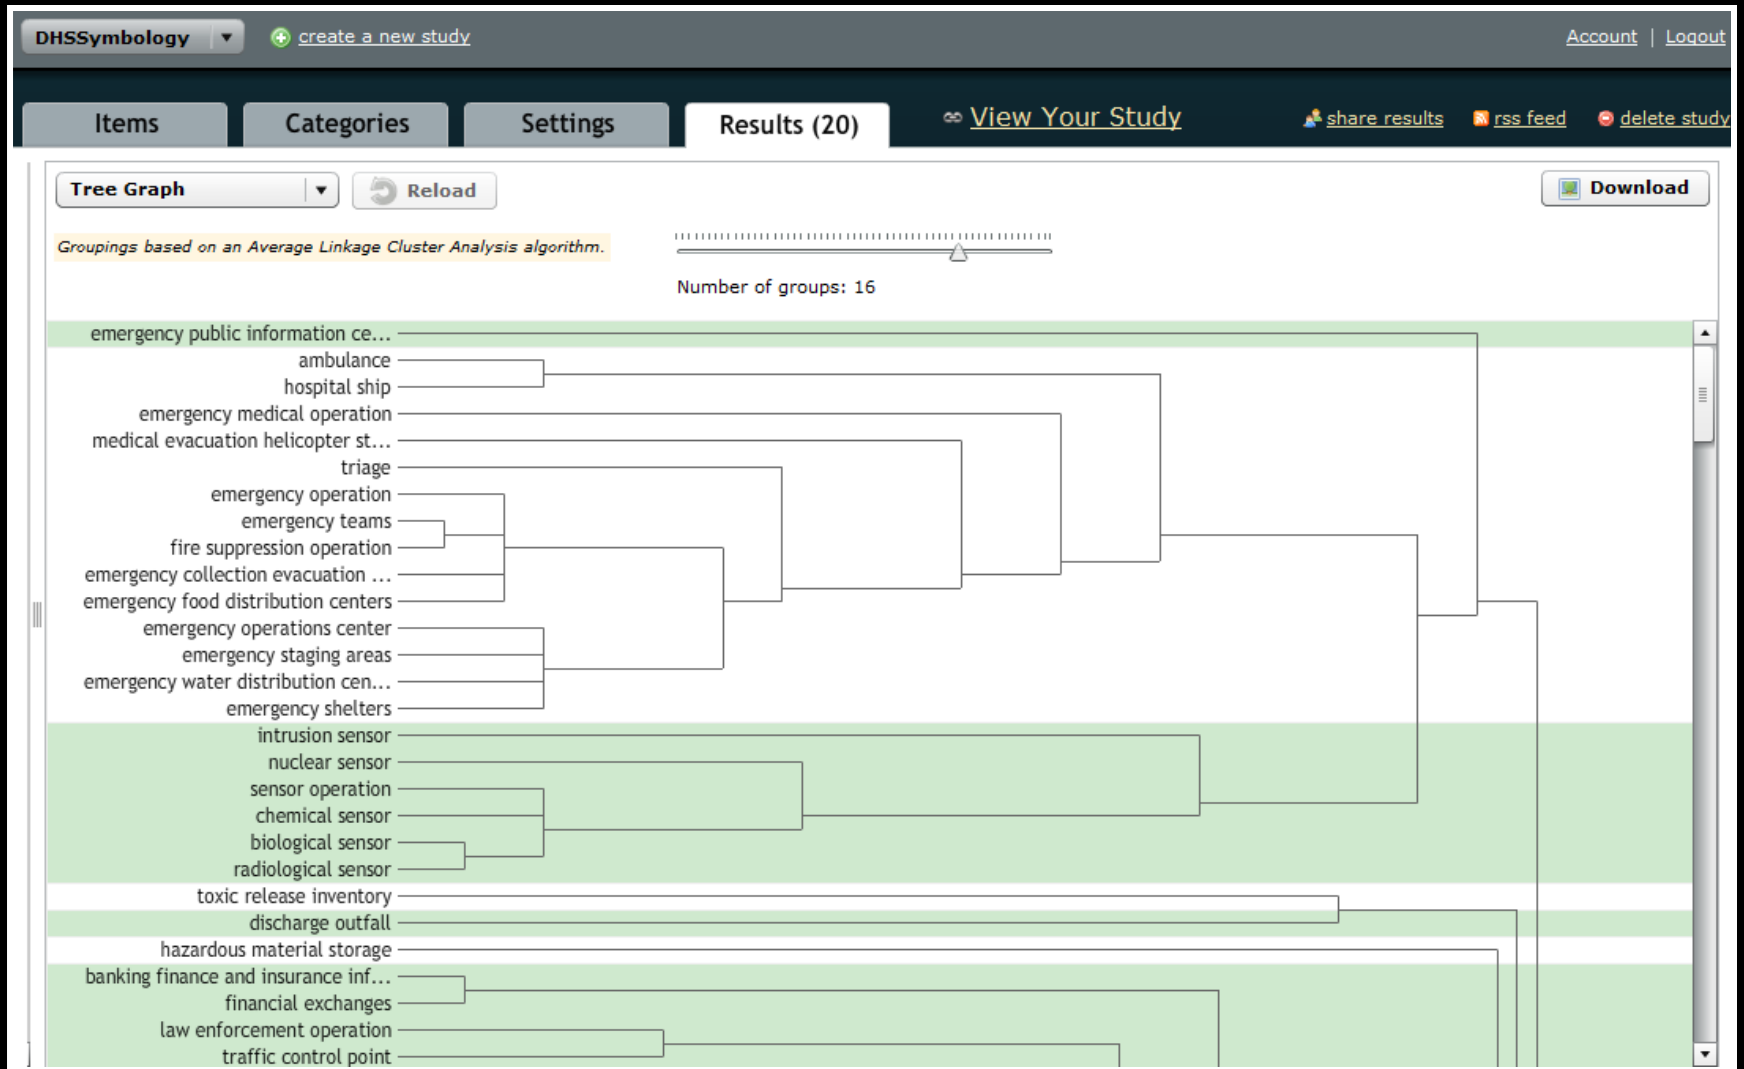 DHSSymbology create a new study Account | Logout
Items Categories Settings Results (20) View Your Study share results rss feed delete study
Tree Graph Reload Download
Groupings based on an Average Linkage Cluster Analysis algorithm.
Number of groups: 16
emergency public information ce...
ambulance
hospital ship
emergency medical operation
medical evacuation helicopter st...
triage
emergency operation
emergency teams
fire suppression operation
emergency collection evacuation ...
emergency food distribution centers
emergency operations center
emergency staging areas
emergency water distribution cen...
emergency shelters
intrusion sensor
nuclear sensor
sensor operation
chemical sensor
biological sensor
radiological sensor
toxic release inventory
discharge outfall
hazardous material storage
banking finance and insurance inf...
financial exchanges
law enforcement operation
traffic control point